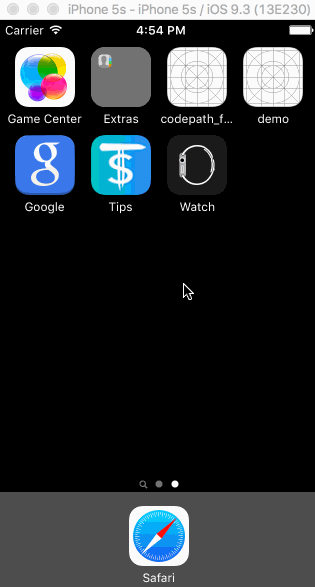 iPhone 5s - iPhone 5s / iOS 9.3 (13E230)
Carrier 4:54 PM
Game Center Extras codepath_f... demo
Google Tips Watch
Safari